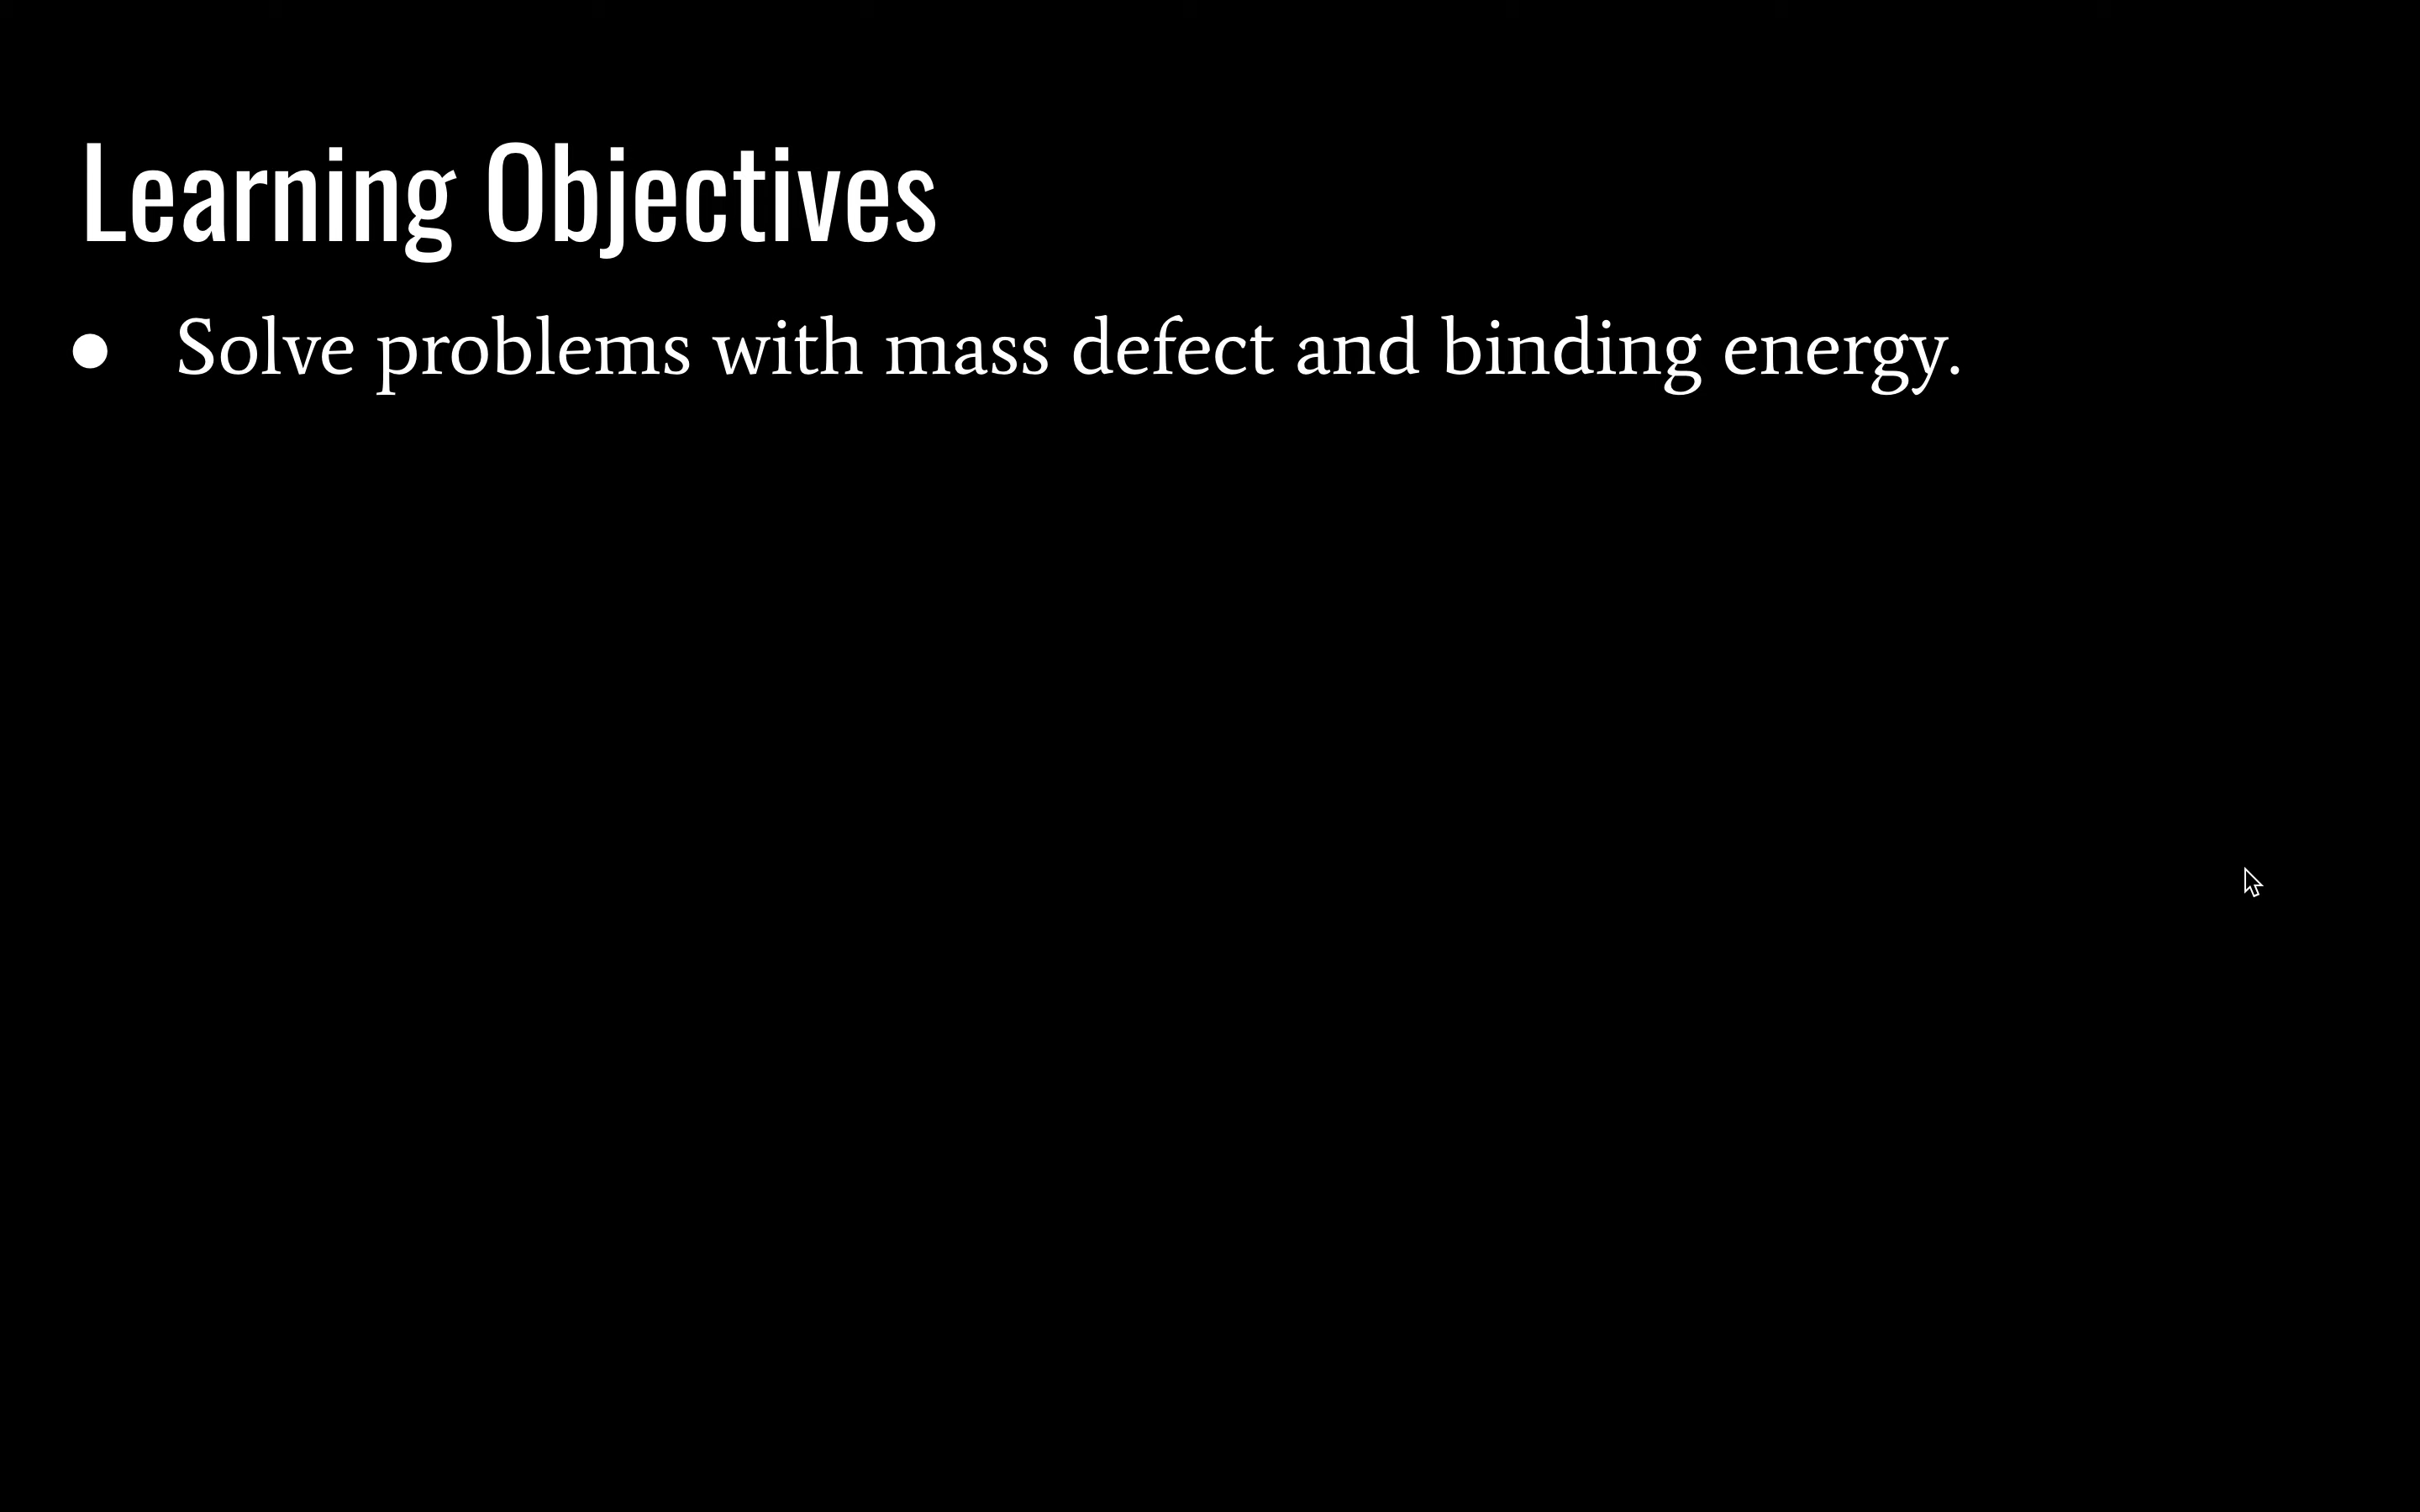 Learning Objectives
● Solve problems with mass defect and binding energy.